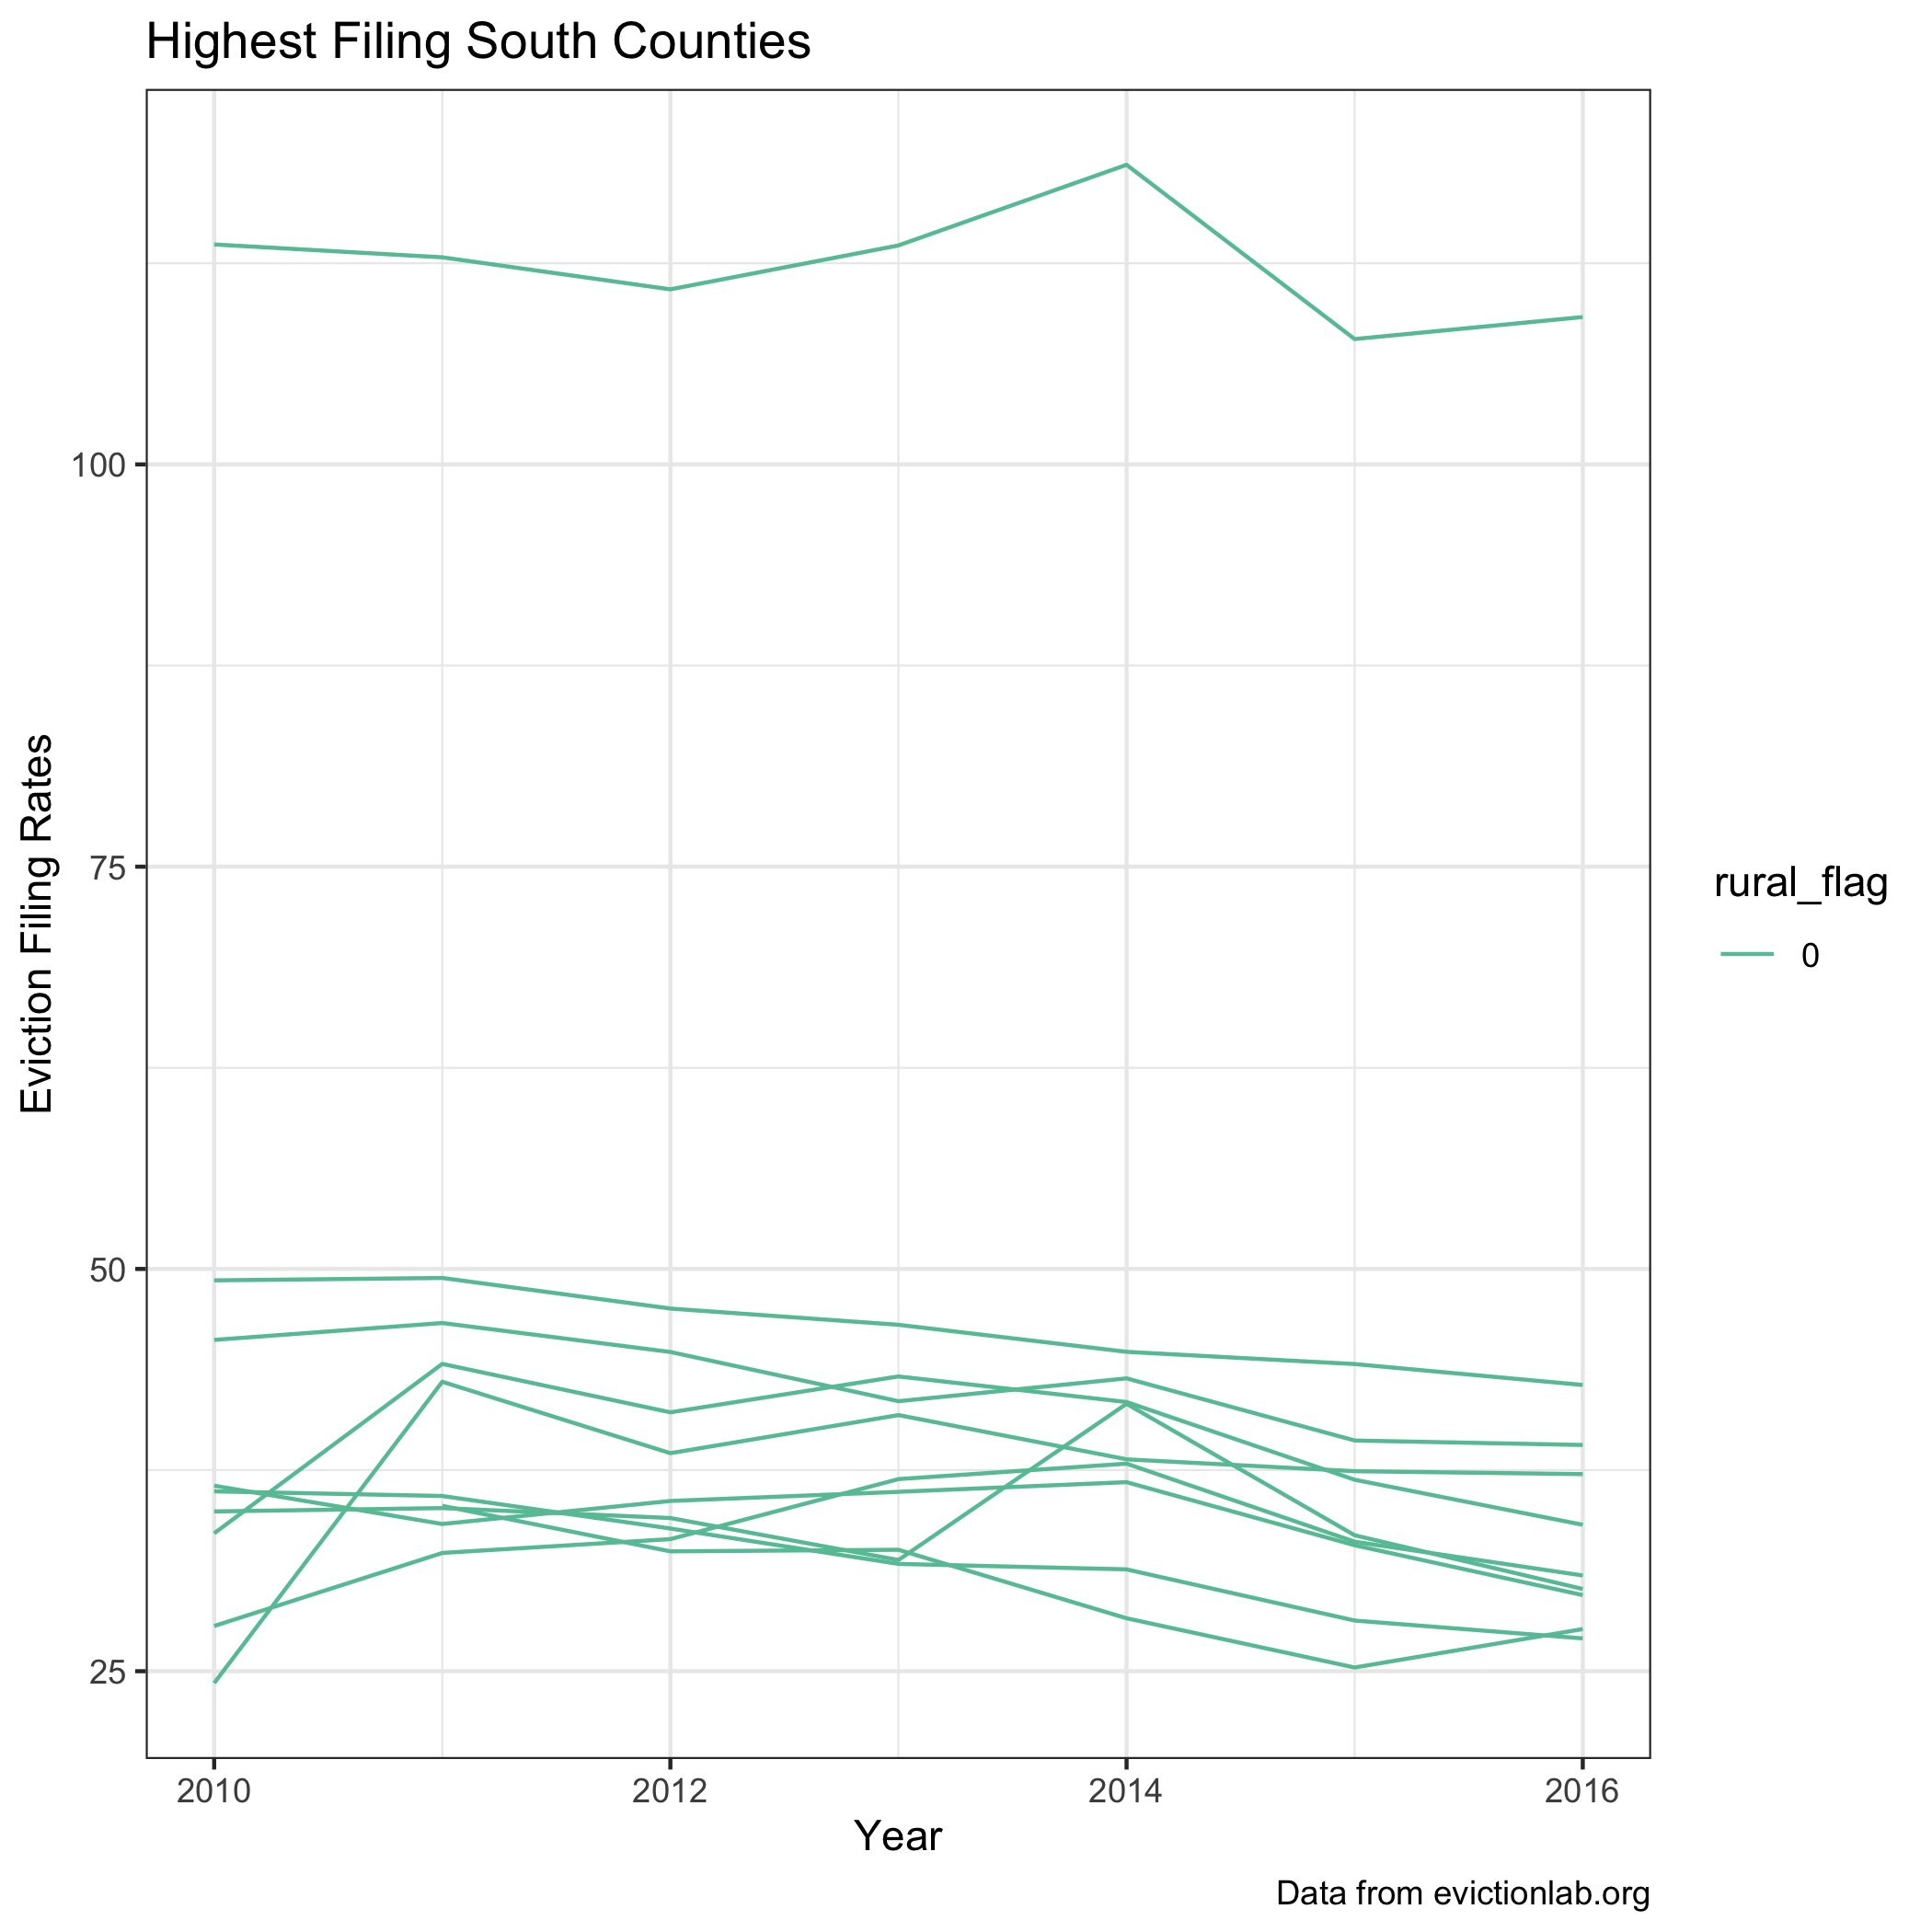 Highest Filing South Counties
Eviction Filing Rates
100
75
50
25
2010
2012
2014
2016
Year
rural_flag
0
Data from evictionlab.org